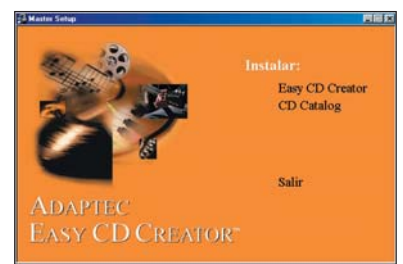 Master Setup
Instalar:
Easy CD Creator
CD Catalog
Salir
ADAPTEC
EASY CD CREATOR™